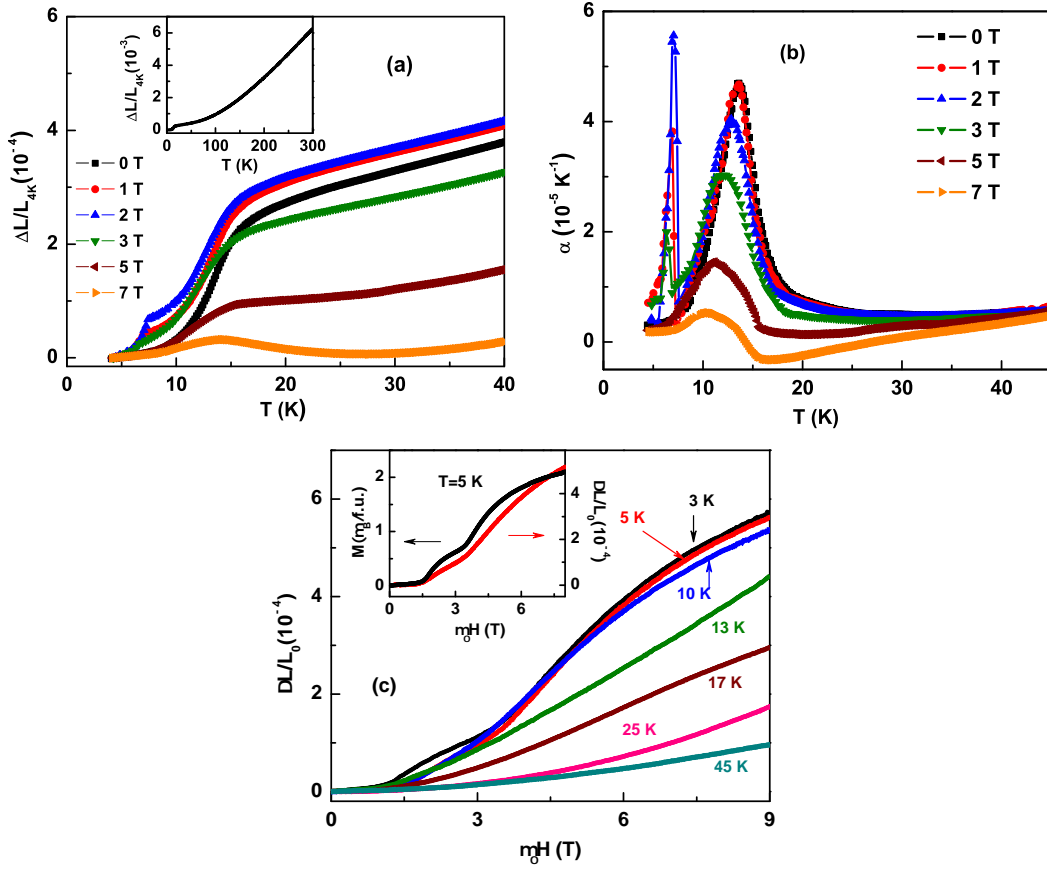 6
4
2
0
ΔL/L4K(10-4)
0
10
20
30
40
T (K)
(a)
0 T
1 T
2 T
3 T
5 T
7 T
6
4
2
0
ΔL/L4K(10-3)
0
100
200
300
T (K)
6
4
2
0
α (10-5 K-1)
0
10
20
30
40
T (K)
(b)
0 T
1 T
2 T
3 T
5 T
7 T
6
4
2
0
DL/L0(10-4)
0
3
6
9
moH (T)
(c)
3 K
5 K
10 K
13 K
17 K
25 K
45 K
2
1
0
M (mB/f.u.)
T=5 K
4
2
0
DL/L0(10-4)
0
3
6
moH (T)